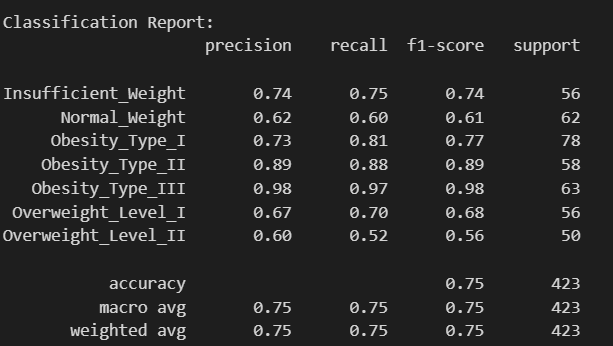 Classification Report:
precision recall f1-score support
Insufficient_Weight 0.74 0.75 0.74 56
Normal_Weight 0.62 0.60 0.61 62
Obesity_Type_I 0.73 0.81 0.77 78
Obesity_Type_II 0.89 0.88 0.89 58
Obesity_Type_III 0.98 0.97 0.98 63
Overweight_Level_I 0.67 0.70 0.68 56
Overweight_Level_II 0.60 0.52 0.56 50
accuracy 0.75 423
macro avg 0.75 0.75 0.75 423
weighted avg 0.75 0.75 0.75 423